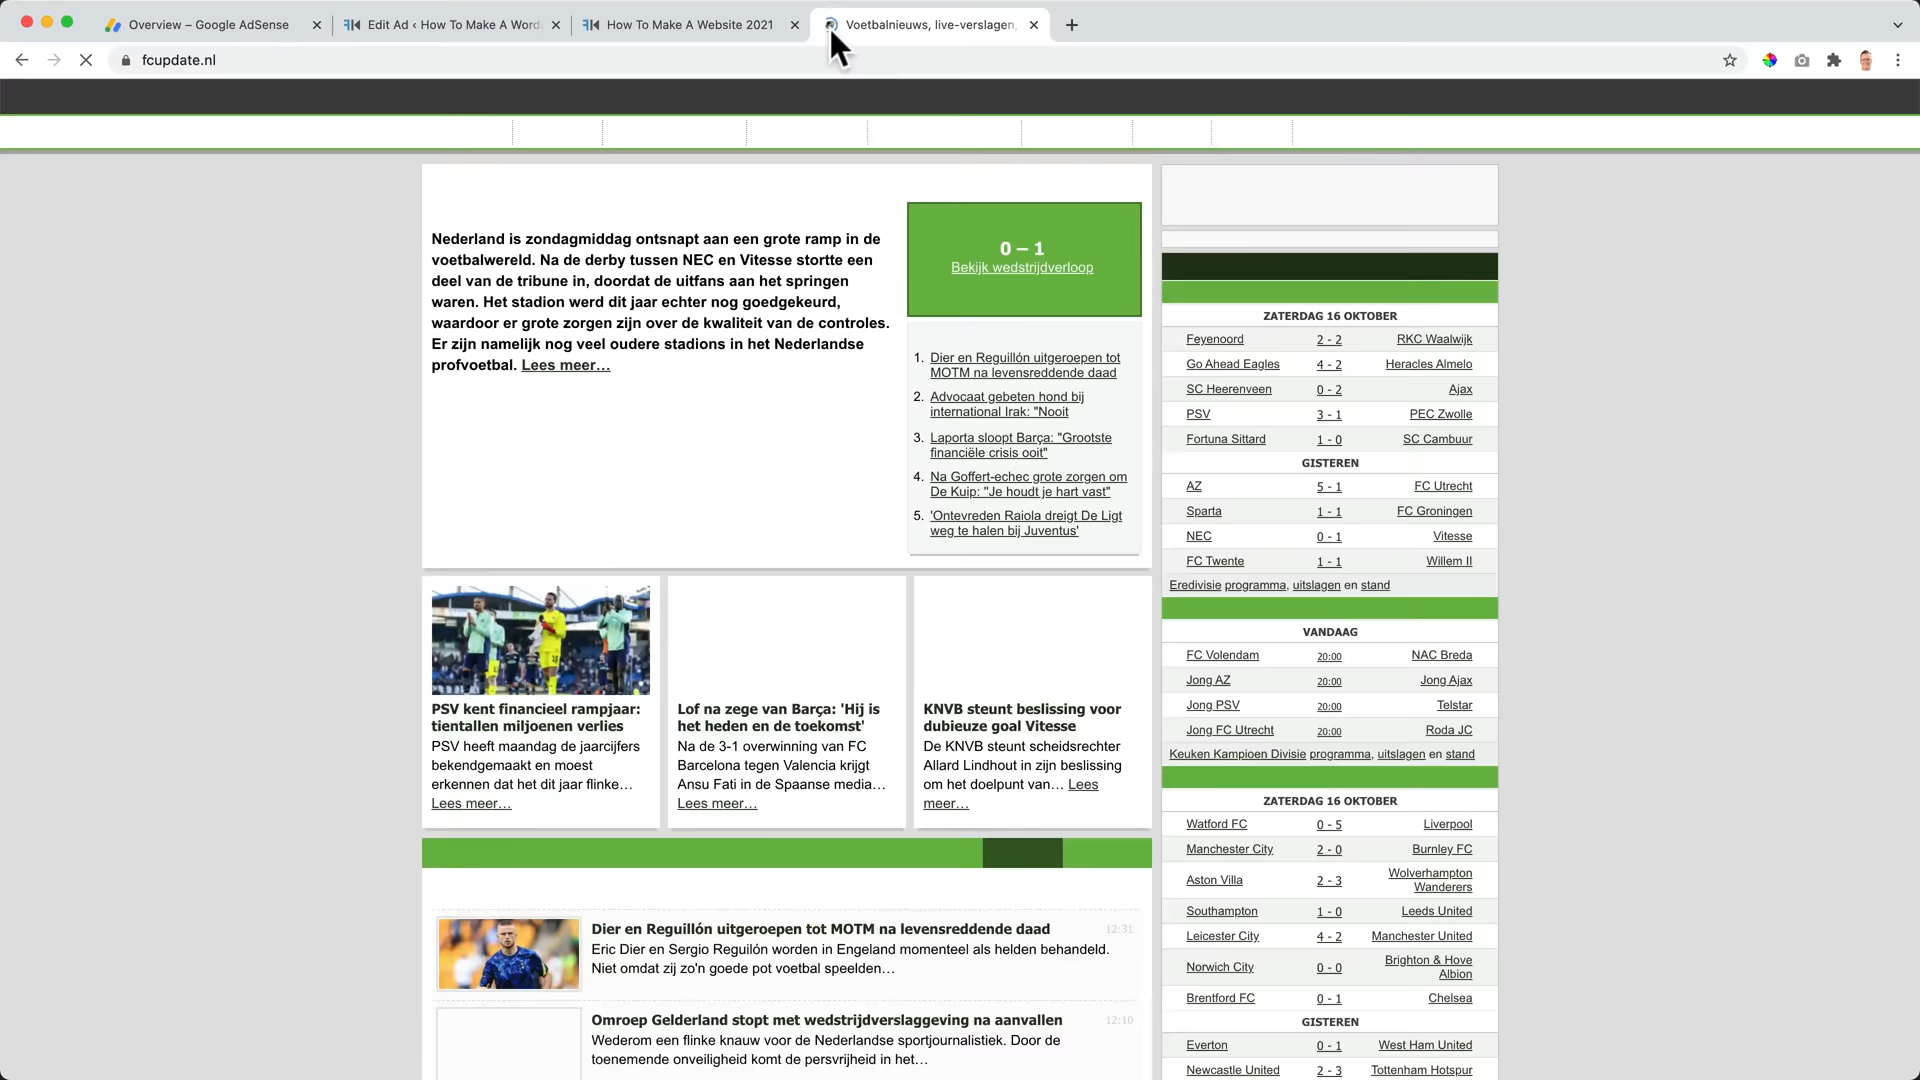 Overview – Google AdSense
Edit Ad ‹ How To Make A Word
How To Make A Website 2021
Voetbalnieuws, live-verslagen,
fcupdate.nl
Nederland is zondagmiddag ontsnapt aan een grote ramp in de
voetbalwereld. Na de derby tussen NEC en Vitesse stortte een
deel van de tribune in, doordat de uitfans aan het springen
waren. Het stadion werd dit jaar echter nog goedgekeurd,
waardoor er grote zorgen zijn over de kwaliteit van de controles.
Er zijn namelijk nog veel oudere stadions in het Nederlandse
profvoetbal. Lees meer…
0 – 1
Bekijk wedstrijdverloop
1. Dier en Reguillón uitgeroepen tot
MOTM na levensreddende daad
2. Advocaat gebeten hond bij
international Irak: "Nooit
3. Laporta sloopt Barça: "Grootste
financiële crisis ooit"
4. Na Goffert-echec grote zorgen om
De Kuip: "Je houdt je hart vast"
5. 'Ontevreden Raiola dreigt De Ligt
weg te halen bij Juventus'
PSV kent financieel rampjaar:
tientallen miljoenen verlies
PSV heeft maandag de jaarcijfers
bekendgemaakt en moest
erkennen dat het dit jaar flinke…
Lees meer…
Lof na zege van Barça: 'Hij is
het heden en de toekomst'
Na de 3-1 overwinning van FC
Barcelona tegen Valencia krijgt
Ansu Fati in de Spaanse media…
Lees meer…
KNVB steunt beslissing voor
dubieuze goal Vitesse
De KNVB steunt scheidsrechter
Allard Lindhout in zijn beslissing
om het doelpunt van… Lees
meer…
Dier en Reguillón uitgeroepen tot MOTM na levensreddende daad 12:31
Eric Dier en Sergio Reguilón worden in Engeland momenteel als helden behandeld.
Niet omdat zij zo'n goede pot voetbal speelden…
Omroep Gelderland stopt met wedstrijdverslaggeving na aanvallen 12:10
Wederom een flinke knauw voor de Nederlandse sportjournalistiek. Door de
toenemende onveiligheid komt de persvrijheid in het…
ZATERDAG 16 OKTOBER
Feyenoord 2 - 2 RKC Waalwijk
Go Ahead Eagles 4 - 2 Heracles Almelo
SC Heerenveen 0 - 2 Ajax
PSV 3 - 1 PEC Zwolle
Fortuna Sittard 1 - 0 SC Cambuur
GISTEREN
AZ 5 - 1 FC Utrecht
Sparta 1 - 1 FC Groningen
NEC 0 - 1 Vitesse
FC Twente 1 - 1 Willem II
Eredivisie programma, uitslagen en stand
VANDAAG
FC Volendam 20:00 NAC Breda
Jong AZ 20:00 Jong Ajax
Jong PSV 20:00 Telstar
Jong FC Utrecht 20:00 Roda JC
Keuken Kampioen Divisie programma, uitslagen en stand
ZATERDAG 16 OKTOBER
Watford FC 0 - 5 Liverpool
Manchester City 2 - 0 Burnley FC
Aston Villa 2 - 3 Wolverhampton
Wanderers
Southampton 1 - 0 Leeds United
Leicester City 4 - 2 Manchester United
Norwich City 0 - 0 Brighton & Hove
Albion
Brentford FC 0 - 1 Chelsea
GISTEREN
Everton 0 - 1 West Ham United
Newcastle United 2 - 3 Tottenham Hotspur